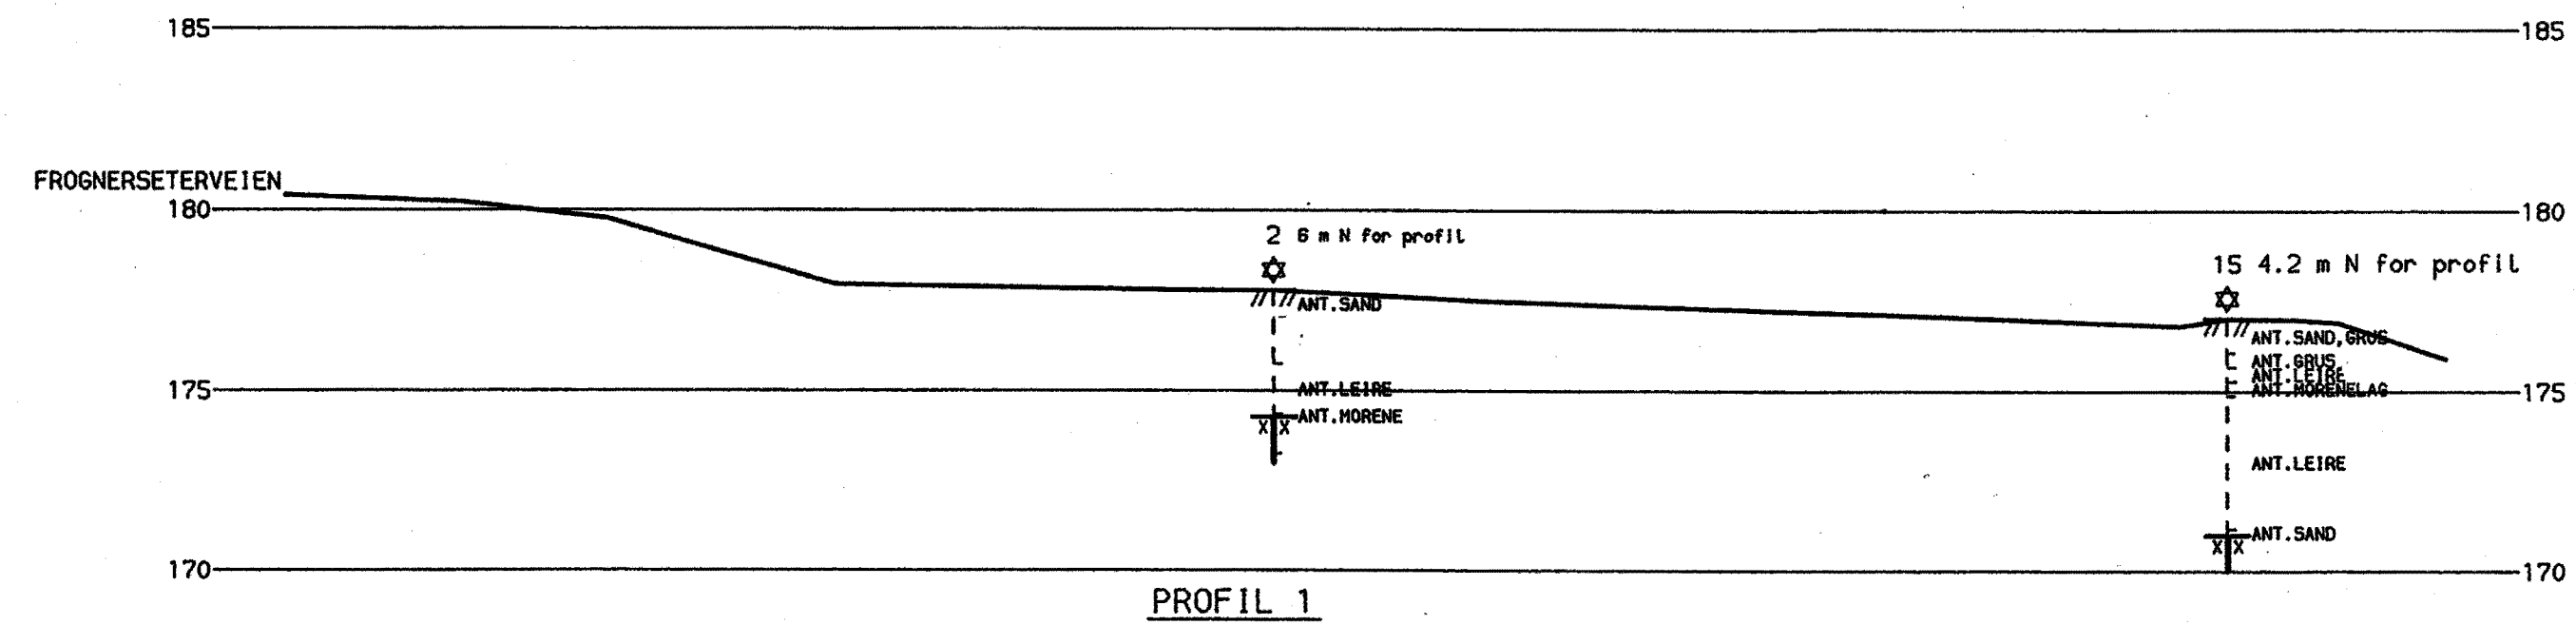 185 185
FROGNERSETERVEIEN
180 180
2 6 m N for profil
15 4.2 m N for profil
ANT.SAND
ANT.SAND,GRUS
ANT.GRUS
ANT.LEIRE
175 ANT.LEIRE ANT.MORENELAG 175
ANT.MORENE
X X
ANT.LEIRE
ANT.SAND
X X
170 170
PROFIL 1